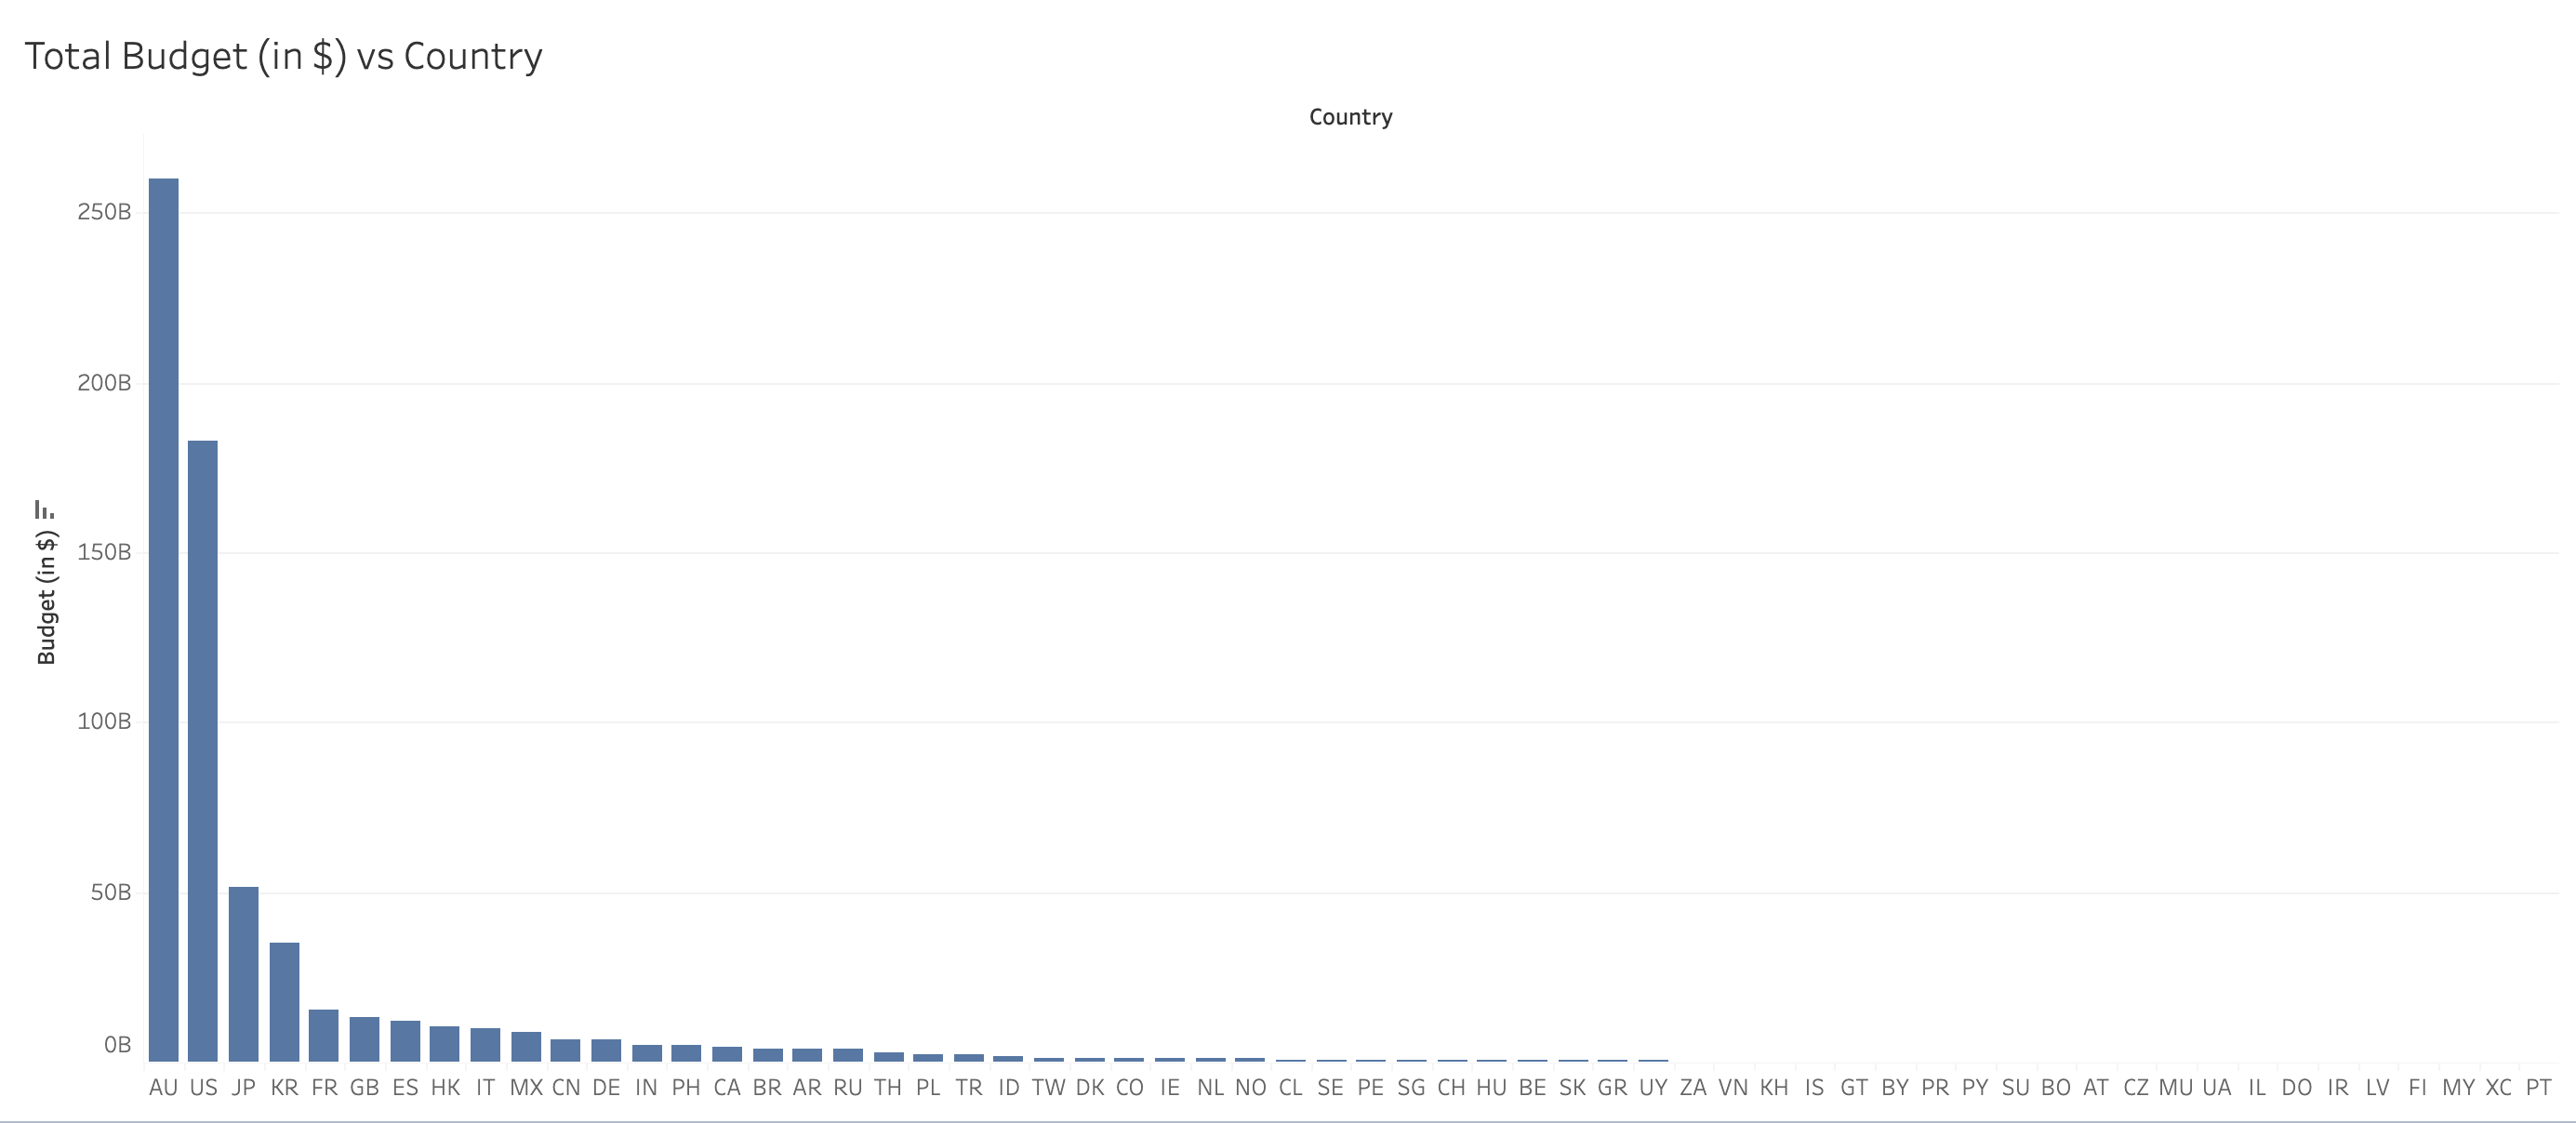 Total Budget (in $) vs Country
Country
250B
200B
150B
100B
50B
0B
Budget (in $)
AU US JP KR FR GB ES HK IT MX CN DE IN PH CA BR AR RU TH PL TR ID TW DK CO IE NL NO CL SE PE SG CH HU BE SK GR UY ZA VN KH IS GT BY PR PY SU BO AT CZ MU UA IL DO IR LV FI MY XC PT